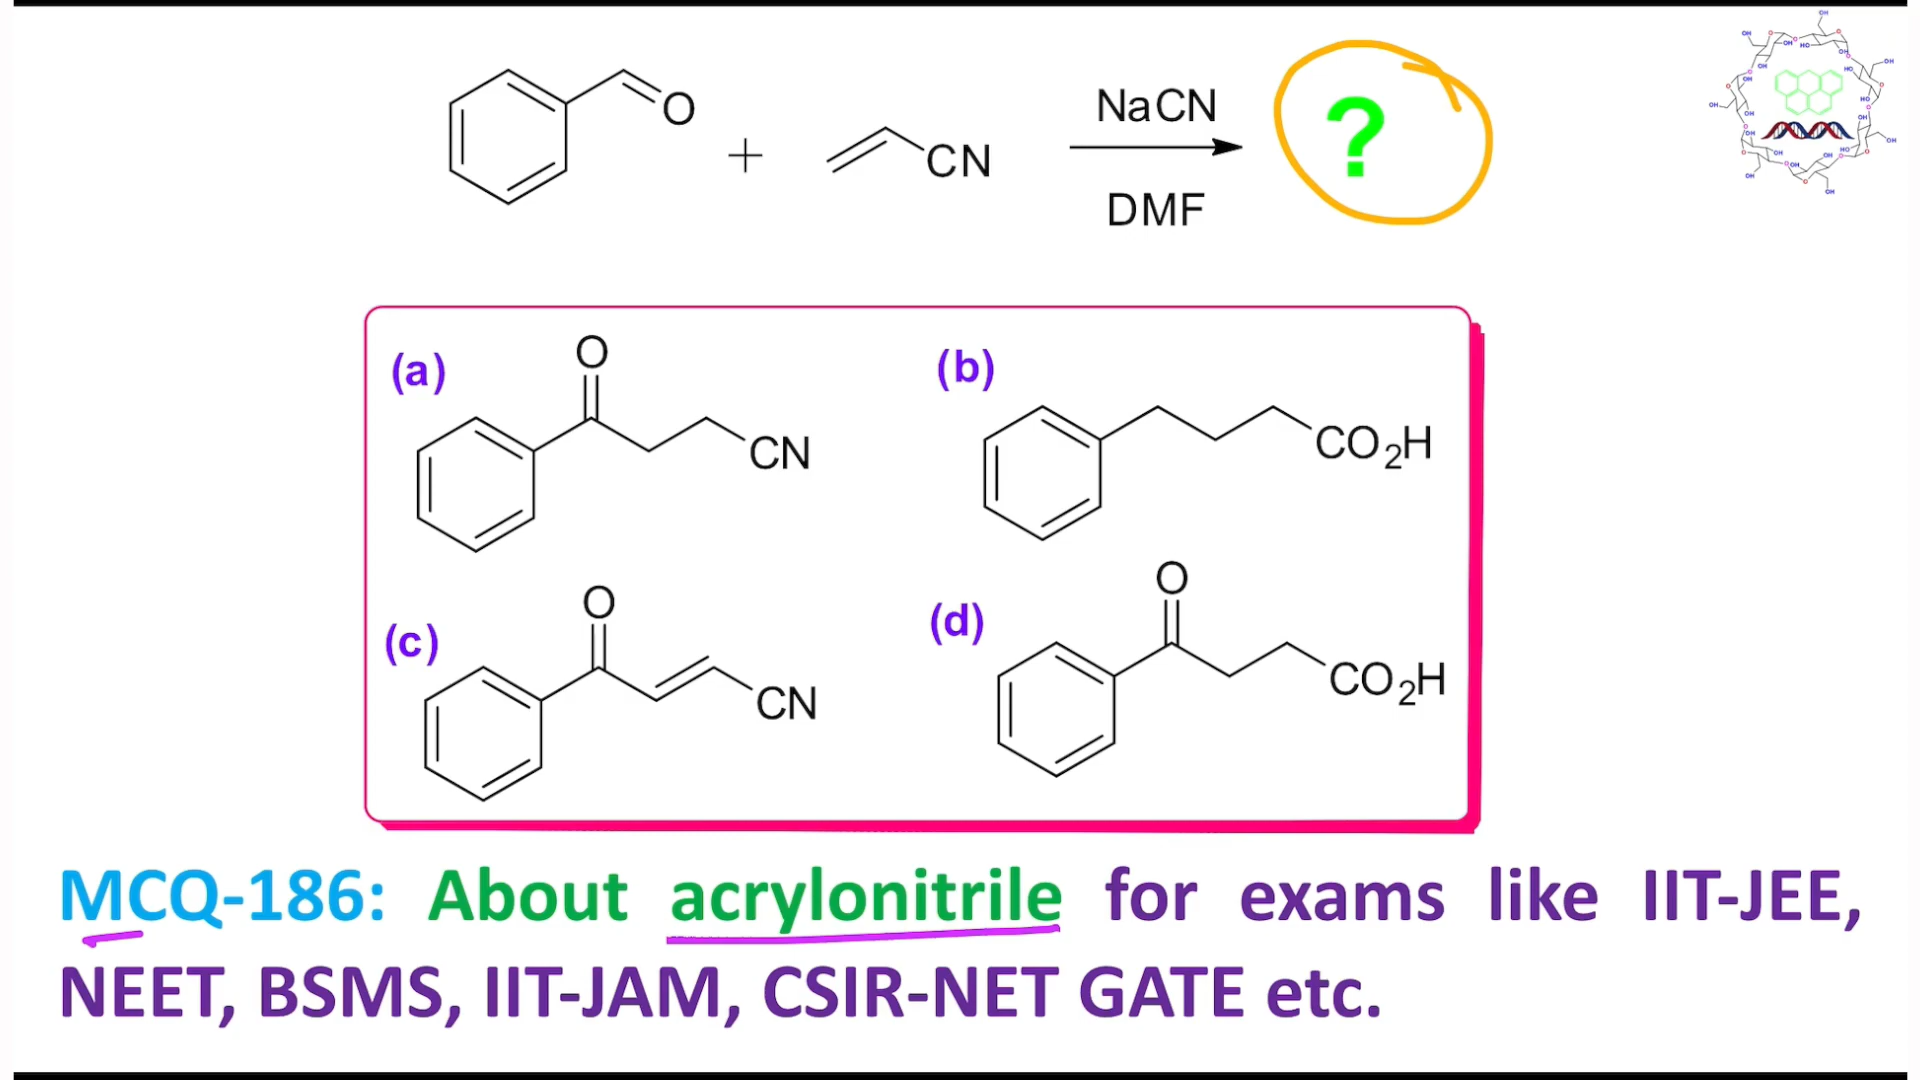 O
+
CN
NaCN
DMF
?
(a)
O
CN
(b)
CO2H
(c)
O
CN
(d)
O
CO2H
MCQ-186: About acrylonitrile for exams like IIT-JEE,
NEET, BSMS, IIT-JAM, CSIR-NET GATE etc.